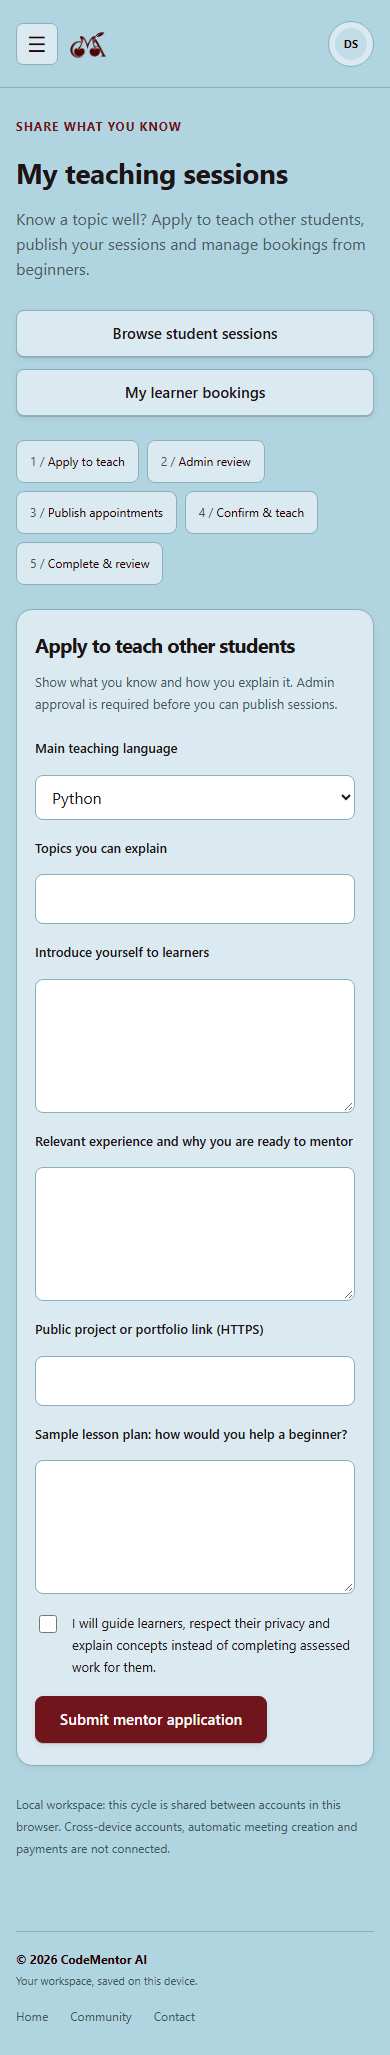 ☰
DS
SHARE WHAT YOU KNOW
My teaching sessions
Know a topic well? Apply to teach other students,
publish your sessions and manage bookings from
beginners.
Browse student sessions
My learner bookings
1 / Apply to teach
2 / Admin review
3 / Publish appointments
4 / Confirm & teach
5 / Complete & review
Apply to teach other students
Show what you know and how you explain it. Admin
approval is required before you can publish sessions.
Main teaching language
Python
Topics you can explain
Introduce yourself to learners
Relevant experience and why you are ready to mentor
Public project or portfolio link (HTTPS)
Sample lesson plan: how would you help a beginner?
I will guide learners, respect their privacy and
explain concepts instead of completing assessed
work for them.
Submit mentor application
Local workspace: this cycle is shared between accounts in this
browser. Cross-device accounts, automatic meeting creation and
payments are not connected.
© 2026 CodeMentor AI
Your workspace, saved on this device.
Home Community Contact